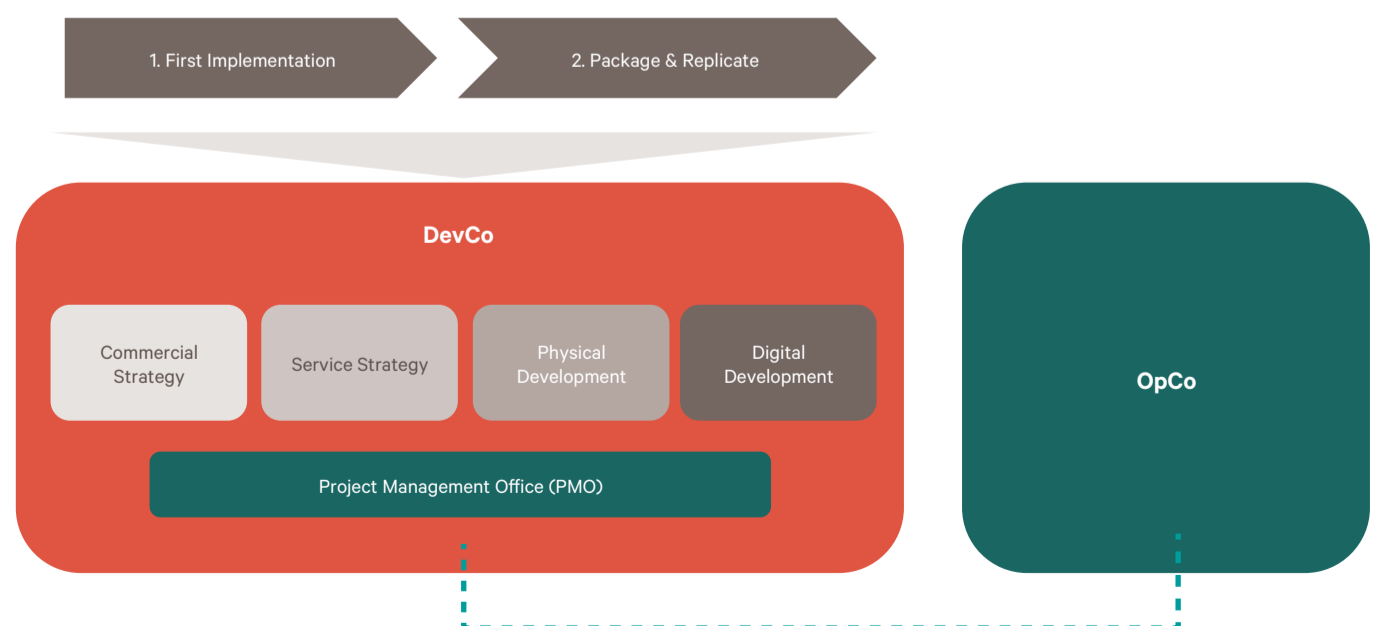 1. First Implementation
2. Package & Replicate
DevCo
Commercial
Strategy
Service Strategy
Physical
Development
Digital
Development
Project Management Office (PMO)
OpCo